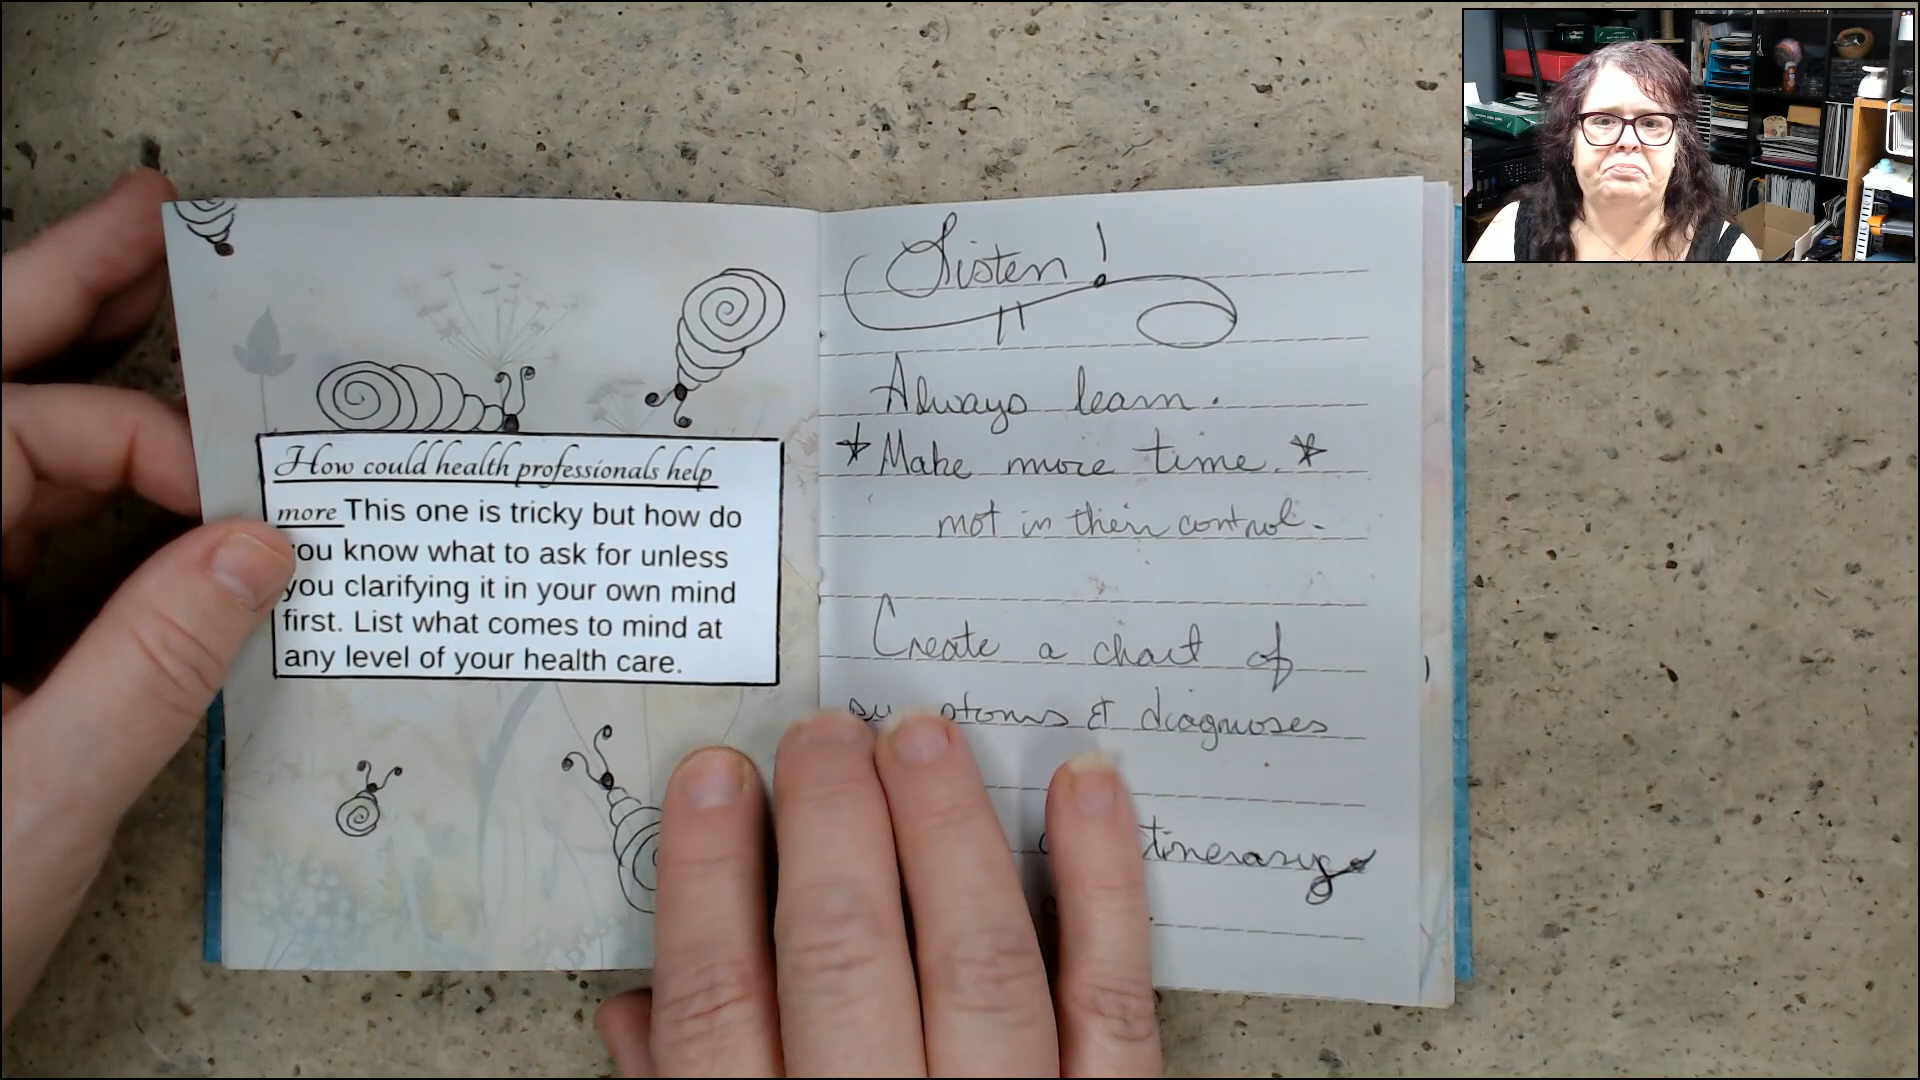 How could health professionals help
more This one is tricky but how do
you know what to ask for unless
you clarifying it in your own mind
first. List what comes to mind at
any level of your health care.
Listen!
Always learn.
*Make more time.*
not in their control.
Create a chart of
& diagnoses